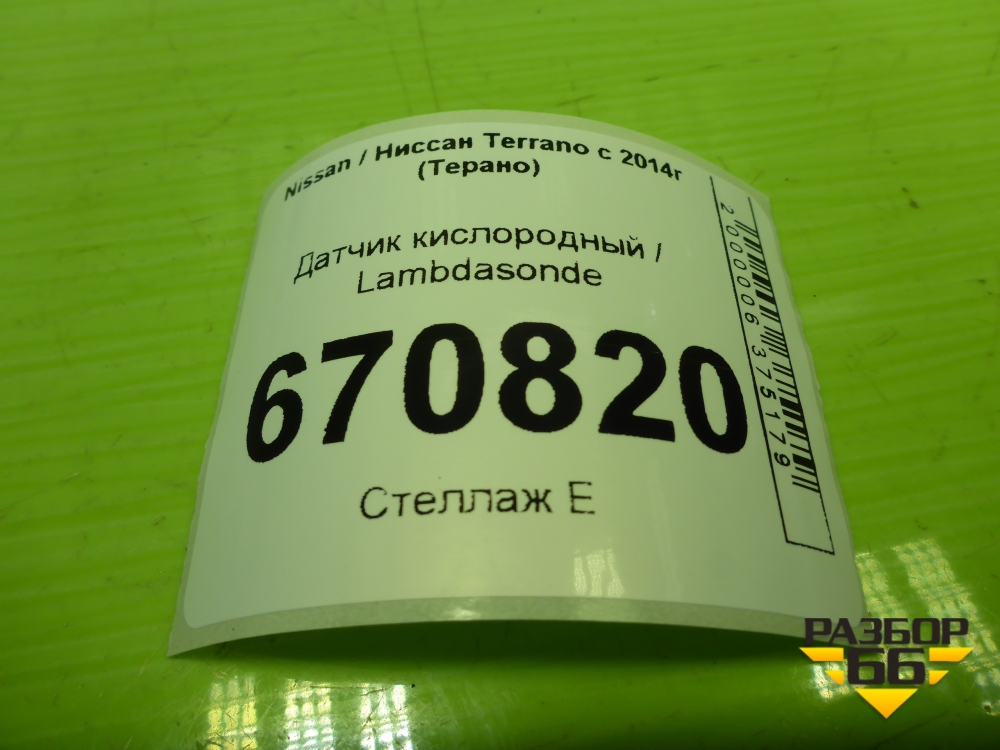 Nissan / Ниссан Terrano с 2014г
(Терано)
Датчик кислородный /
Lambdasonde
670820
Стеллаж Е
2000006375179
РАЗБОР
66